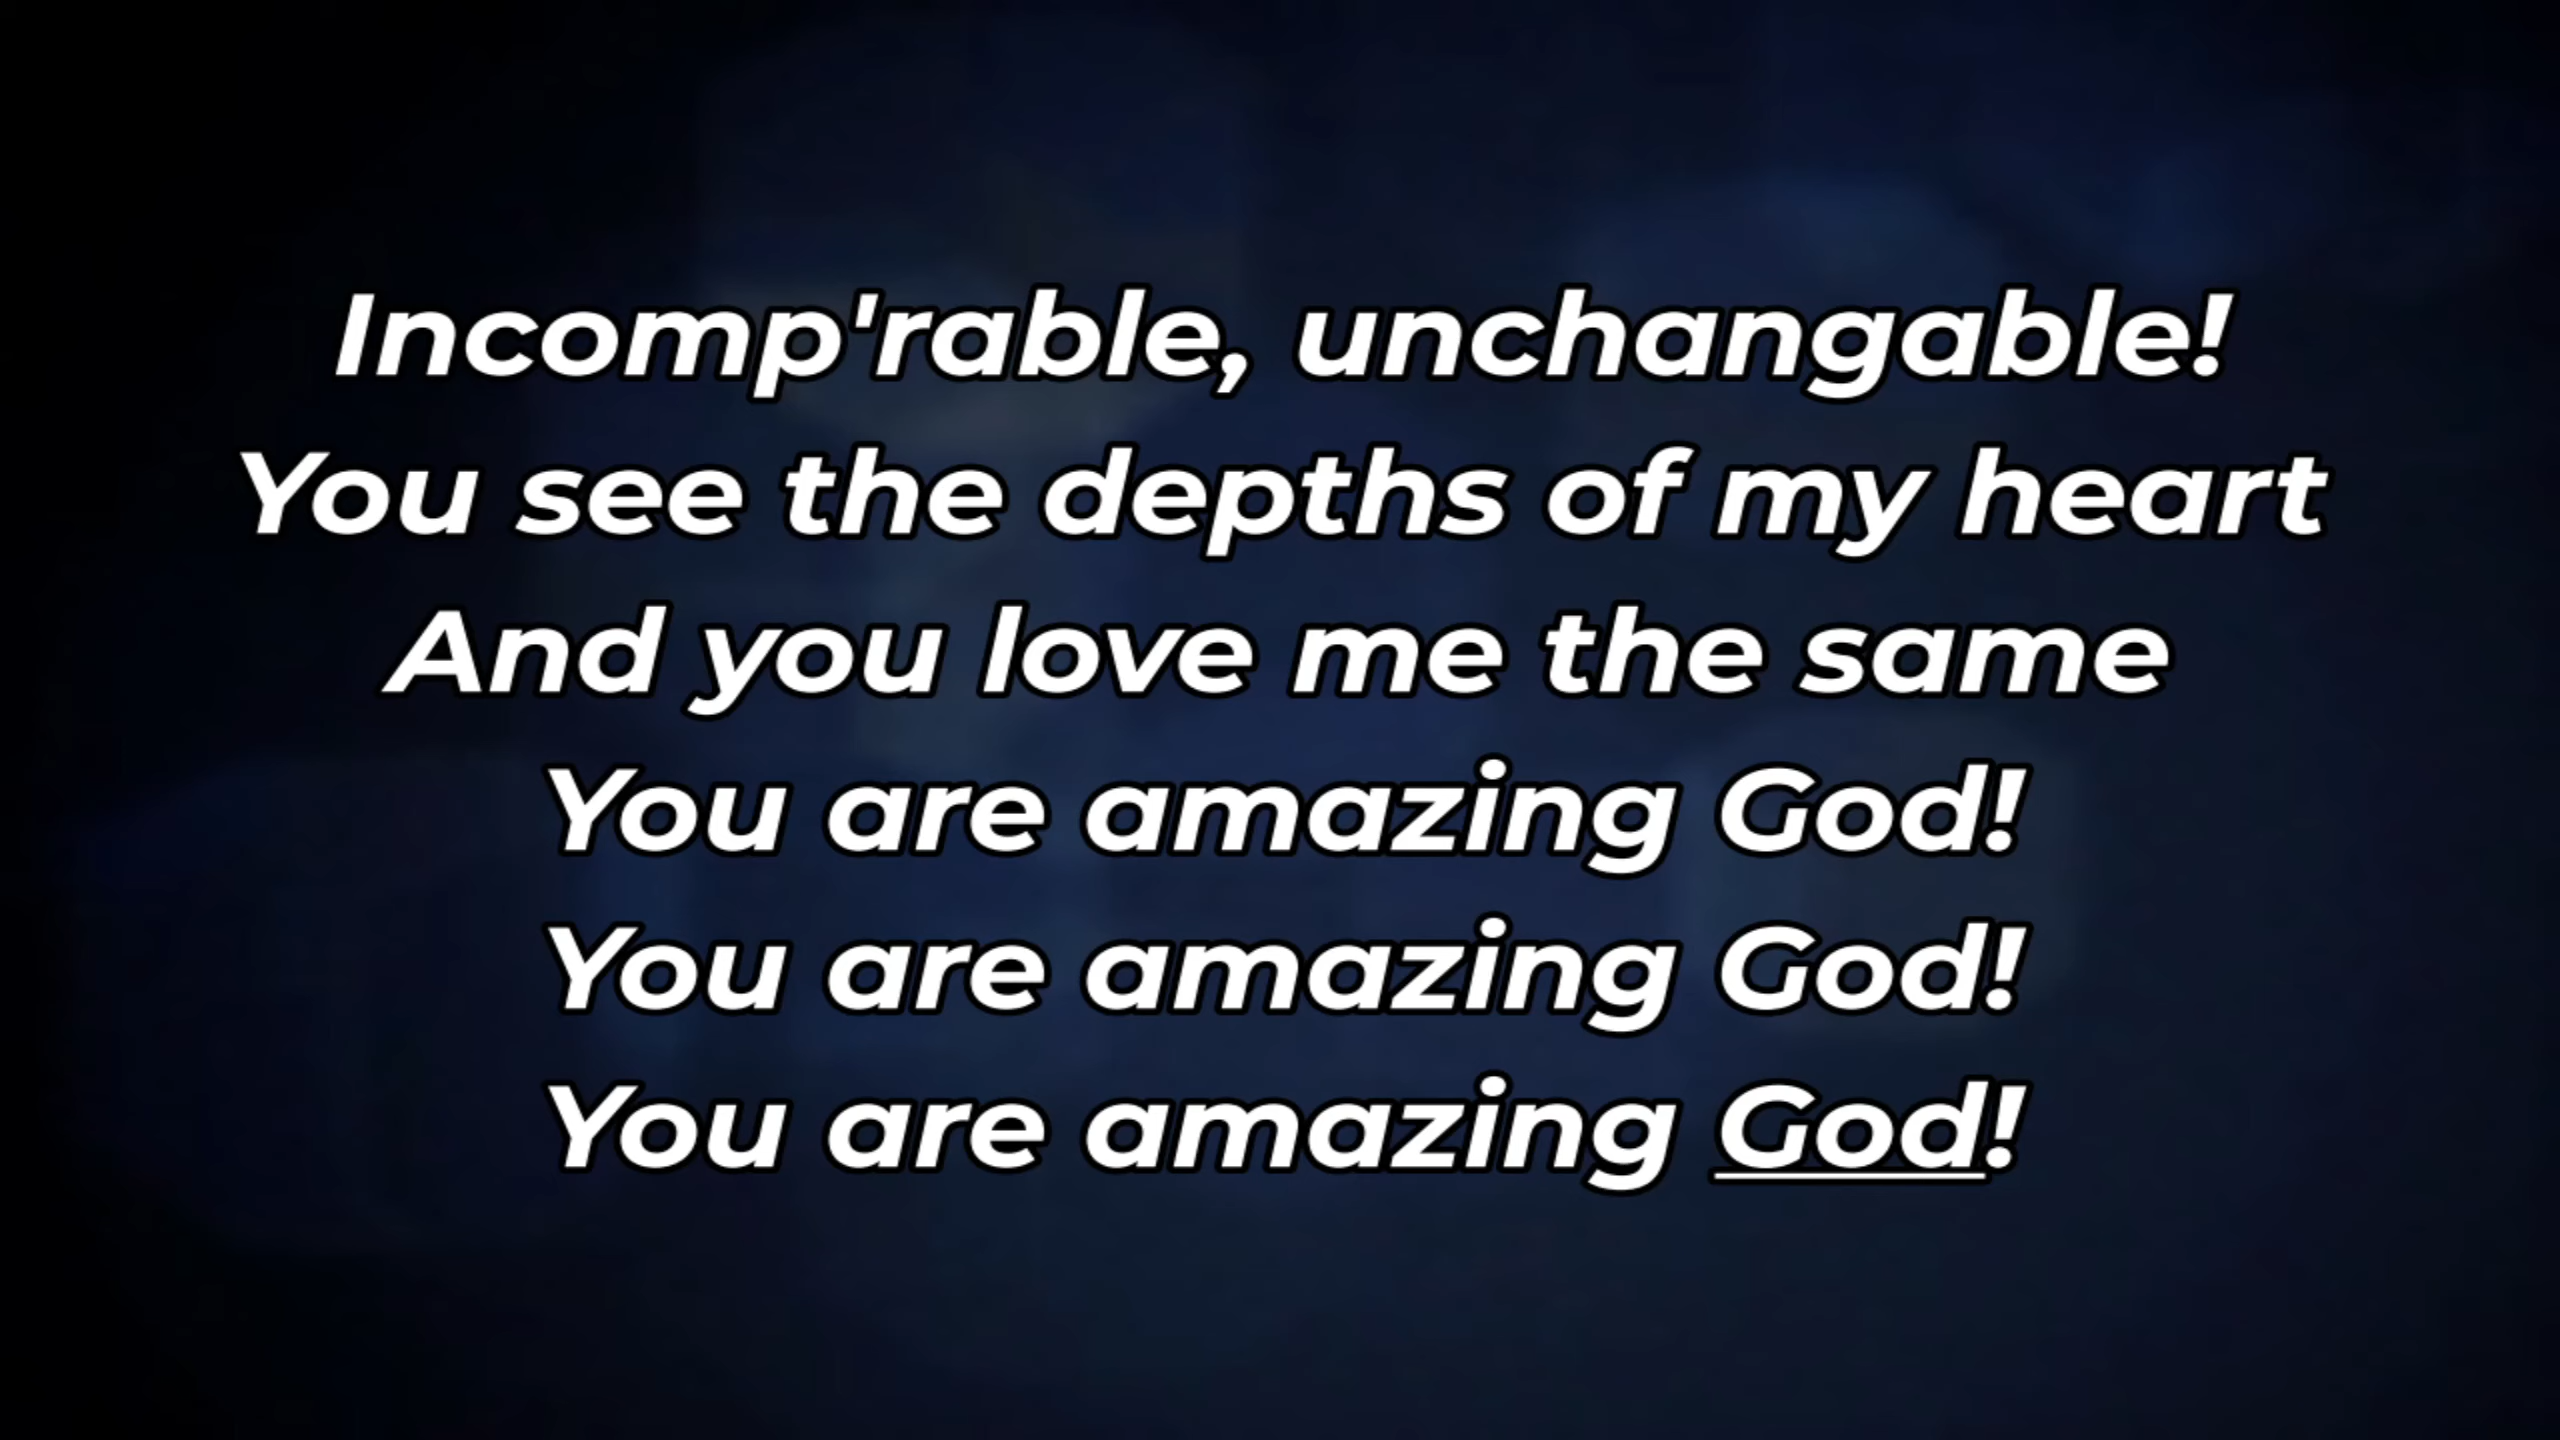 Incomp'rable, unchangable!
You see the depths of my heart
And you love me the same
You are amazing God!
You are amazing God!
You are amazing God!